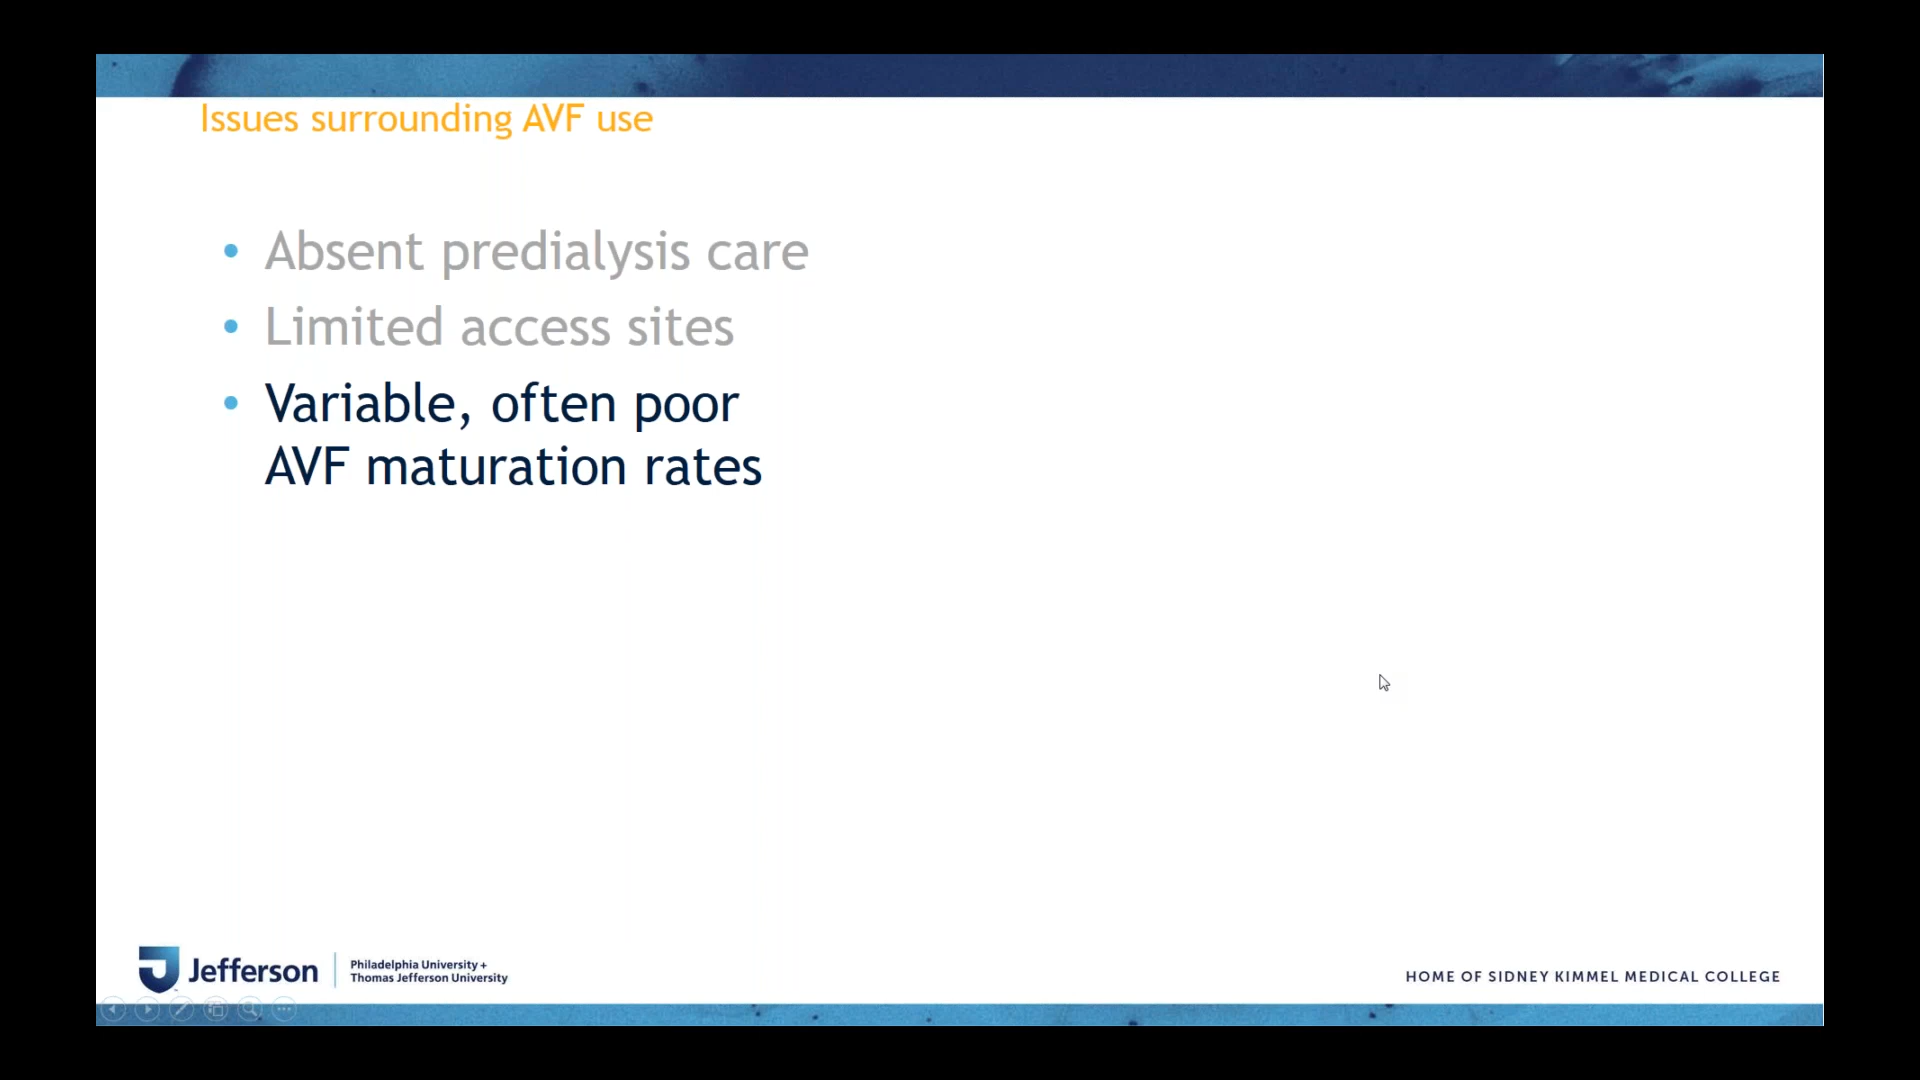 Issues surrounding AVF use
• Absent predialysis care
• Limited access sites
• Variable, often poor
AVF maturation rates
Jefferson
Philadelphia University +
Thomas Jefferson University
HOME OF SIDNEY KIMMEL MEDICAL COLLEGE